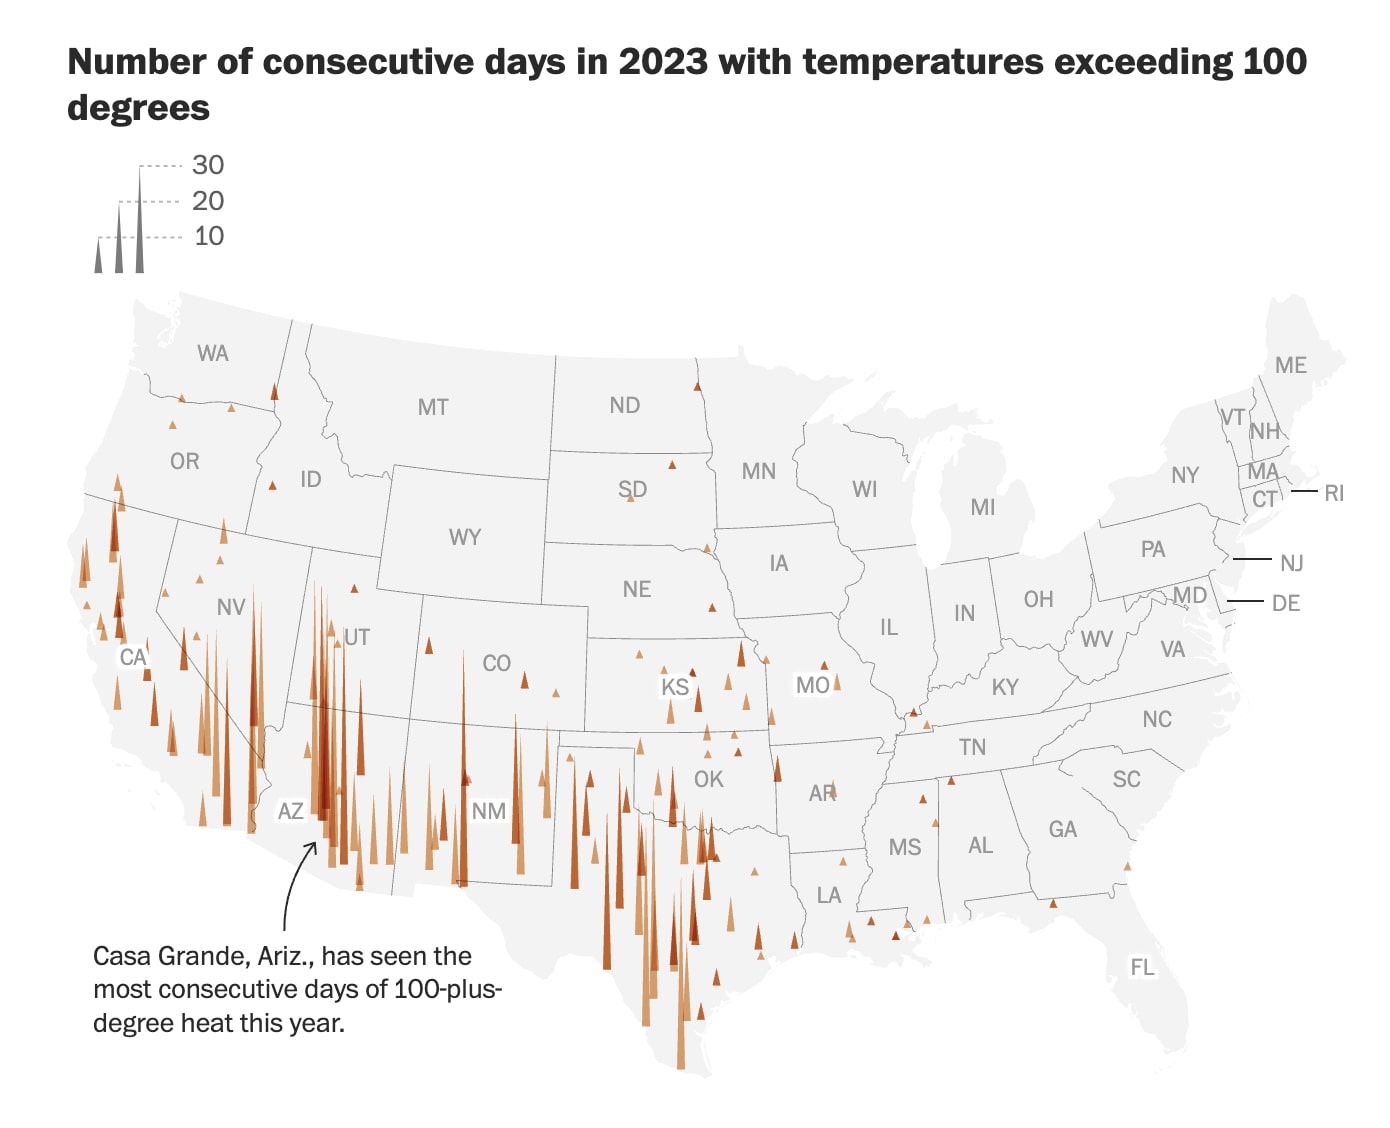 Number of consecutive days in 2023 with temperatures exceeding 100
degrees
30
20
10
WA
ME
MT
ND
VT
NH
OR
ID
MN
SD
WI
MI
NY
MA
CT
RI
WY
PA
NJ
IA
NE
NV
OH
MD
DE
IN
IL
WV
VA
UT
CO
CA
KS
MO
KY
NC
TN
OK
SC
AZ
NM
AR
GA
MS
AL
LA
FL
Casa Grande, Ariz., has seen the
most consecutive days of 100-plus-
degree heat this year.